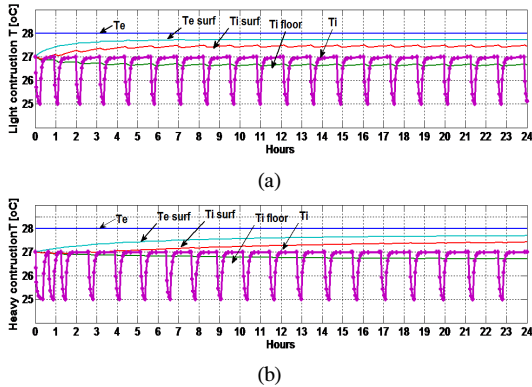 Light contruction T [oC]
Te
Te surf
Ti surf
Ti floor
Ti
28
27
26
25
0 1 2 3 4 5 6 7 8 9 10 11 12 13 14 15 16 17 18 19 20 21 22 23 24
Hours
(a)
Heavy contructionT [oC]
Te
Te surf
Ti surf
Ti floor
Ti
28
27
26
25
0 1 2 3 4 5 6 7 8 9 10 11 12 13 14 15 16 17 18 19 20 21 22 23 24
Hours
(b)